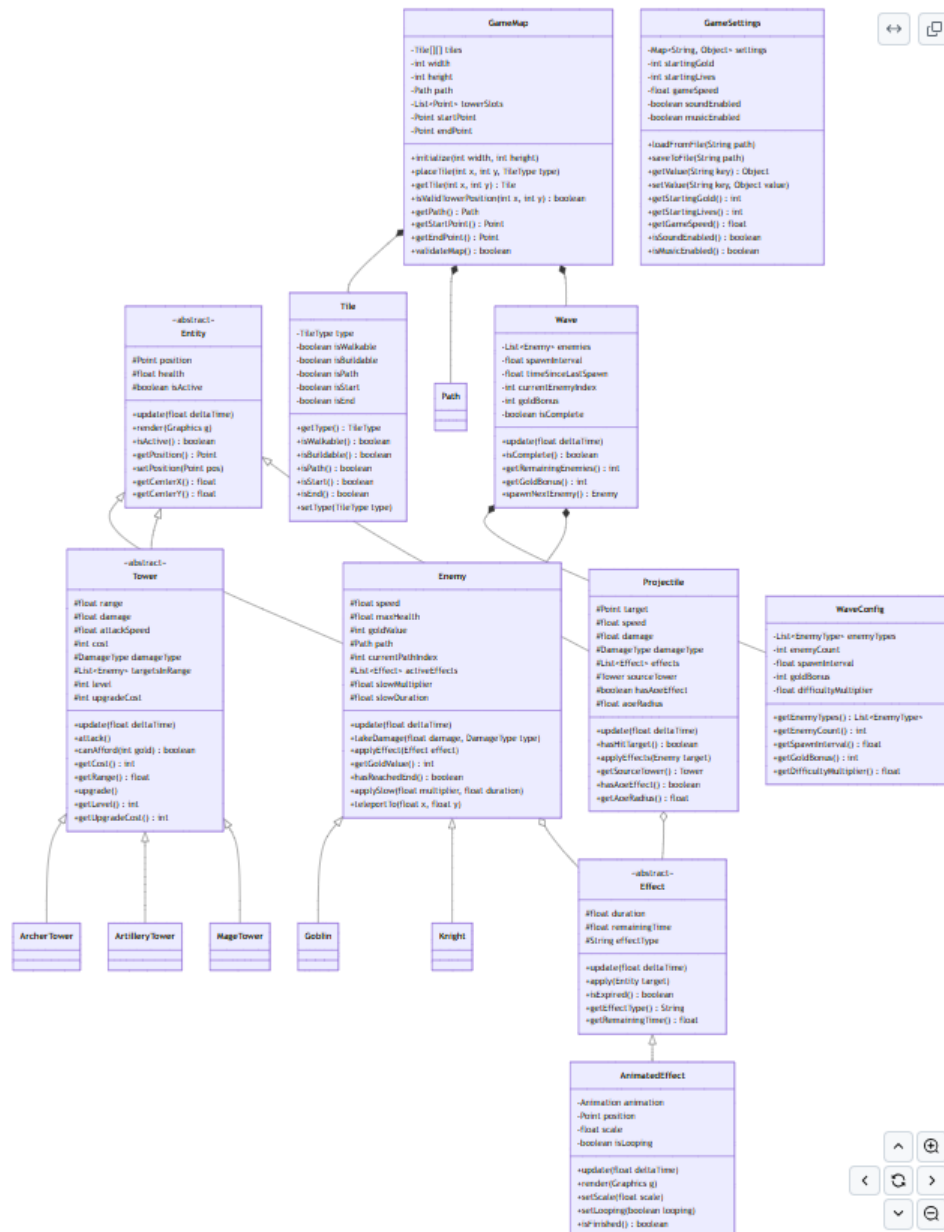 GameMap
-Tile[][] tiles
-int width
-int height
-Path path
-List<Point> towerSlots
-Point startPoint
-Point endPoint
+initialize(int width, int height)
+placeTile(int x, int y, TileType type)
+getTile(int x, int y) : Tile
+isValidTowerPosition(int x, int y) : boolean
+getPath() : Path
+getStartPoint() : Point
+getEndPoint() : Point
+validateMap() : boolean
GameSettings
-Map<String, Object> settings
-int startingGold
-int startingLives
-float gameSpeed
-boolean soundEnabled
-boolean musicEnabled
+loadFromFile(String path)
+saveToFile(String path)
+getValue(String key) : Object
+setValue(String key, Object value)
+getStartingGold() : int
+getStartingLives() : int
+getGameSpeed() : float
+isSoundEnabled() : boolean
+isMusicEnabled() : boolean
~abstract~
Entity
#Point position
#float health
#boolean isActive
+update(float deltaTime)
+render(Graphics g)
+isActive() : boolean
+getPosition() : Point
+setPosition(Point pos)
+getCenterX() : float
+getCenterY() : float
Tile
-TileType type
-boolean isWalkable
-boolean isBuildable
-boolean isPath
-boolean isStart
-boolean isEnd
+getType() : TileType
+isWalkable() : boolean
+isBuildable() : boolean
+isPath() : boolean
+isStart() : boolean
+isEnd() : boolean
+setType(TileType type)
Path
Wave
-List<Enemy> enemies
-float spawnInterval
-float timeSinceLastSpawn
-int currentEnemyIndex
-int goldBonus
-boolean isComplete
+update(float deltaTime)
+isComplete() : boolean
+getRemainingEnemies() : int
+getGoldBonus() : int
+spawnNextEnemy() : Enemy
~abstract~
Tower
#float range
#float damage
#float attackSpeed
#int cost
#DamageType damageType
#List<Enemy> targetsInRange
#int level
#int upgradeCost
+update(float deltaTime)
+attack()
+canAfford(int gold) : boolean
+getCost() : int
+getRange() : float
+upgrade()
+getLevel() : int
+getUpgradeCost() : int
Enemy
#float speed
#float maxHealth
#int goldValue
#Path path
#int currentPathIndex
#List<Effect> activeEffects
#float slowMultiplier
#float slowDuration
+update(float deltaTime)
+takeDamage(float damage, DamageType type)
+applyEffect(Effect effect)
+getGoldValue() : int
+hasReachedEnd() : boolean
+applySlow(float multiplier, float duration)
+teleportTo(float x, float y)
Projectile
#Point target
#float speed
#float damage
#DamageType damageType
#List<Effect> effects
#Tower sourceTower
#boolean hasAoeEffect
#float aoeRadius
+update(float deltaTime)
+hasHitTarget() : boolean
+applyEffects(Enemy target)
+getSourceTower() : Tower
+hasAoeEffect() : boolean
+getAoeRadius() : float
WaveConfig
-List<EnemyType> enemyTypes
-int enemyCount
-float spawnInterval
-int goldBonus
-float difficultyMultiplier
+getEnemyTypes() : List<EnemyType>
+getEnemyCount() : int
+getSpawnInterval() : float
+getGoldBonus() : int
+getDifficultyMultiplier() : float
ArcherTower
ArtilleryTower
MageTower
Goblin
Knight
~abstract~
Effect
#float duration
#float remainingTime
#String effectType
+update(float deltaTime)
+apply(Entity target)
+isExpired() : boolean
+getEffectType() : String
+getRemainingTime() : float
AnimatedEffect
-Animation animation
-Point position
-float scale
-boolean isLooping
+update(float deltaTime)
+render(Graphics g)
+setScale(float scale)
+setLooping(boolean looping)
+isFinished() : boolean